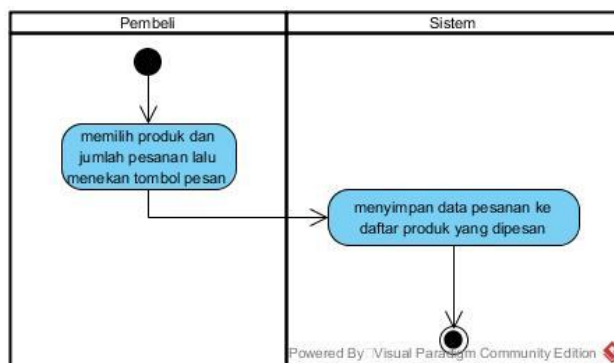 Pembeli
Sistem
memilih produk dan
jumlah pesanan lalu
menekan tombol pesan
menyimpan data pesanan ke
daftar produk yang dipesan
Powered By Visual Paradigm Community Edition